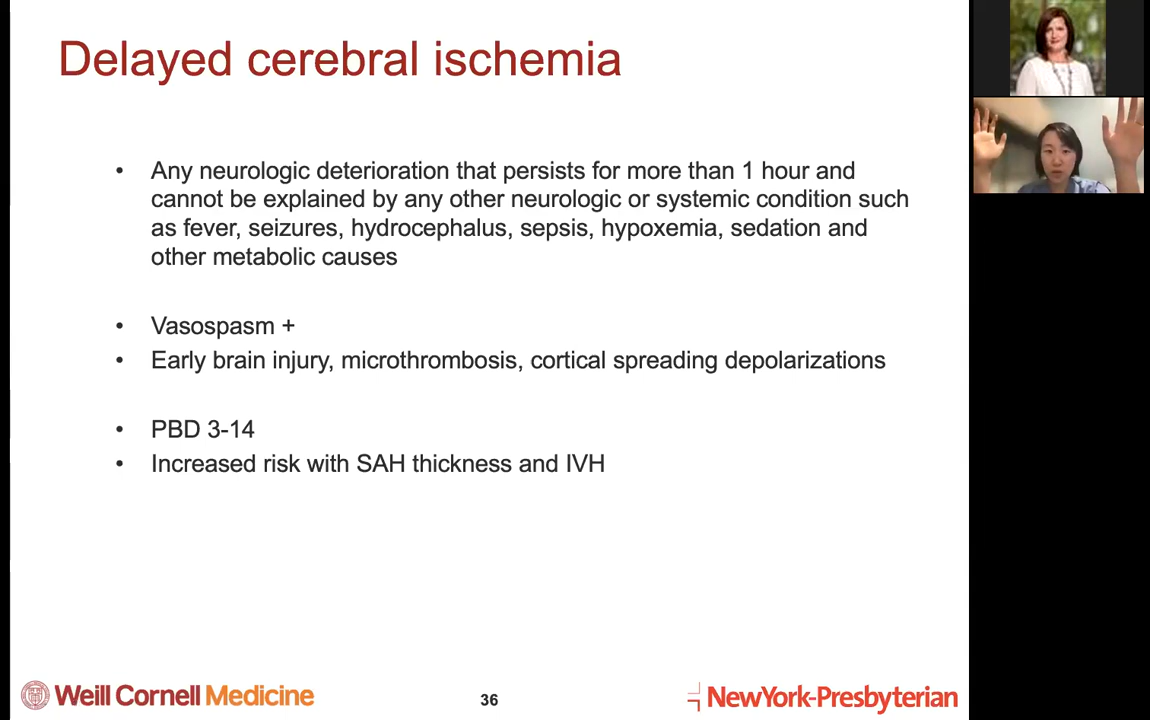 Delayed cerebral ischemia
• Any neurologic deterioration that persists for more than 1 hour and
cannot be explained by any other neurologic or systemic condition such
as fever, seizures, hydrocephalus, sepsis, hypoxemia, sedation and
other metabolic causes
• Vasospasm +
• Early brain injury, microthrombosis, cortical spreading depolarizations
• PBD 3-14
• Increased risk with SAH thickness and IVH
Weill Cornell Medicine
36
NewYork-Presbyterian